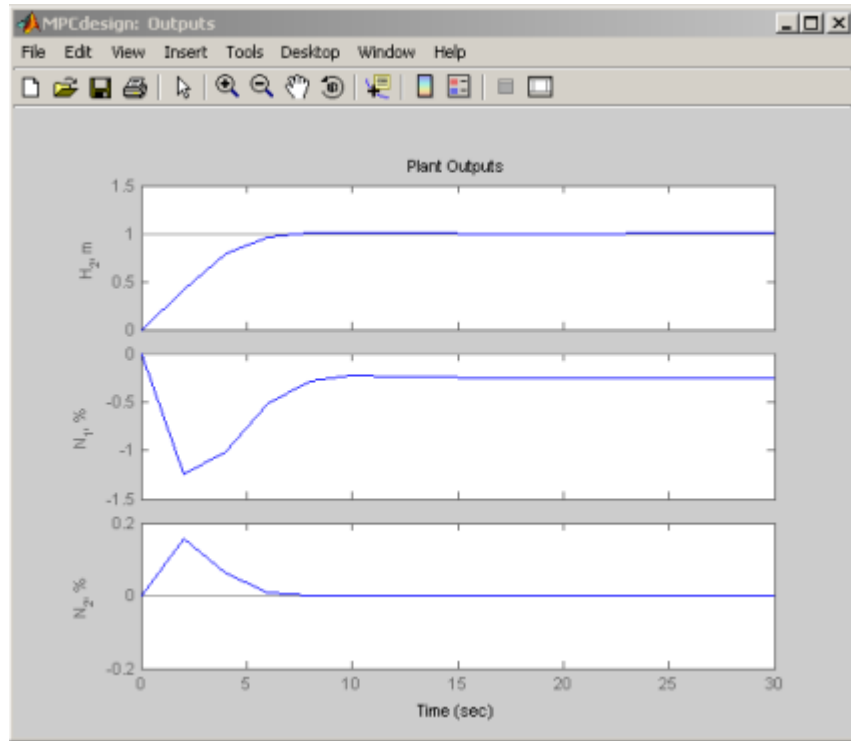 MPCdesign: Outputs
File Edit View Insert Tools Desktop Window Help
Plant Outputs
1.5
1
0.5
0
H₂, m
0
-0.5
-1
-1.5
N₁, %
0.2
0
-0.2
N₂, %
0 5 10 15 20 25 30
Time (sec)